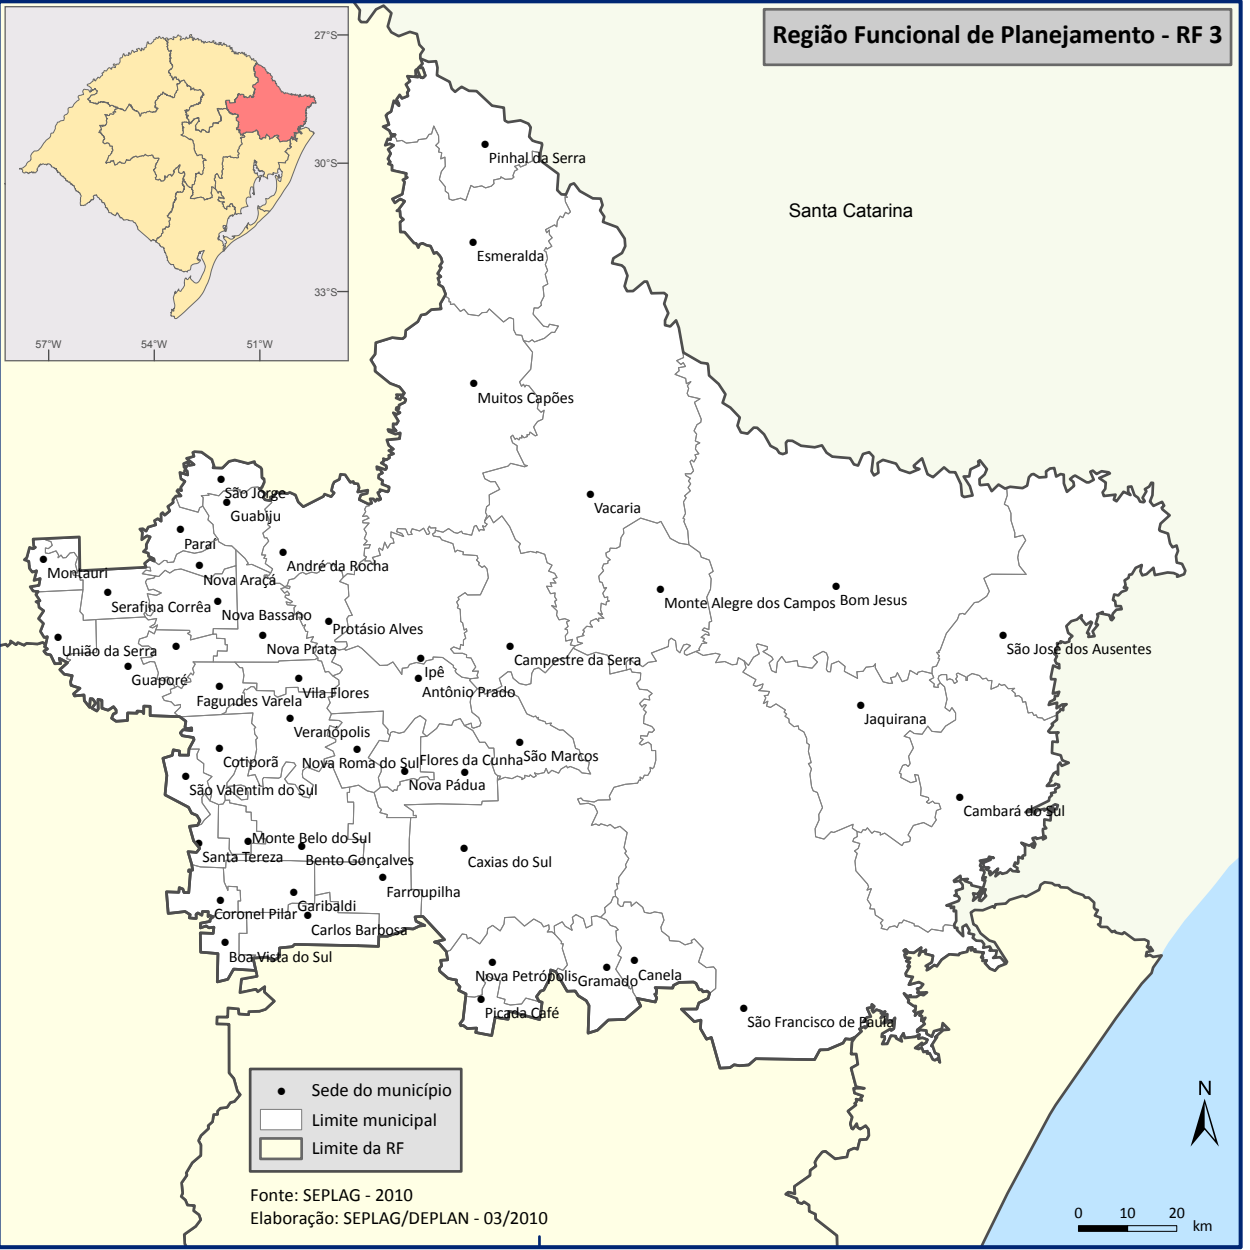 Região Funcional de Planejamento - RF 3
27°S
30°S
33°S
57°W
54°W
51°W
Santa Catarina
Pinhal da Serra
Esmeralda
Muitos Capões
Vacaria
São Jorge
Guabiju
Paraí
André da Rocha
Montauri
Nova Araçá
Serafina Corrêa
Nova Bassano
Monte Alegre dos Campos
Bom Jesus
Protásio Alves
União da Serra
Nova Prata
São José dos Ausentes
Campestre da Serra
Guaporé
Ipê
Fagundes Varela
Vila Flores
Antônio Prado
Jaquirana
Veranópolis
Cotiporã
Nova Roma do Sul
Flores da Cunha
São Marcos
São Valentim do Sul
Nova Pádua
Cambará do Sul
Monte Belo do Sul
Santa Tereza
Bento Gonçalves
Caxias do Sul
Farroupilha
Garibaldi
Coronel Pilar
Carlos Barbosa
Boa Vista do Sul
Nova Petrópolis
Gramado
Canela
Picada Café
São Francisco de Paula
Sede do município
Limite municipal
Limite da RF
Fonte: SEPLAG - 2010
Elaboração: SEPLAG/DEPLAN - 03/2010
N
0 10 20
km